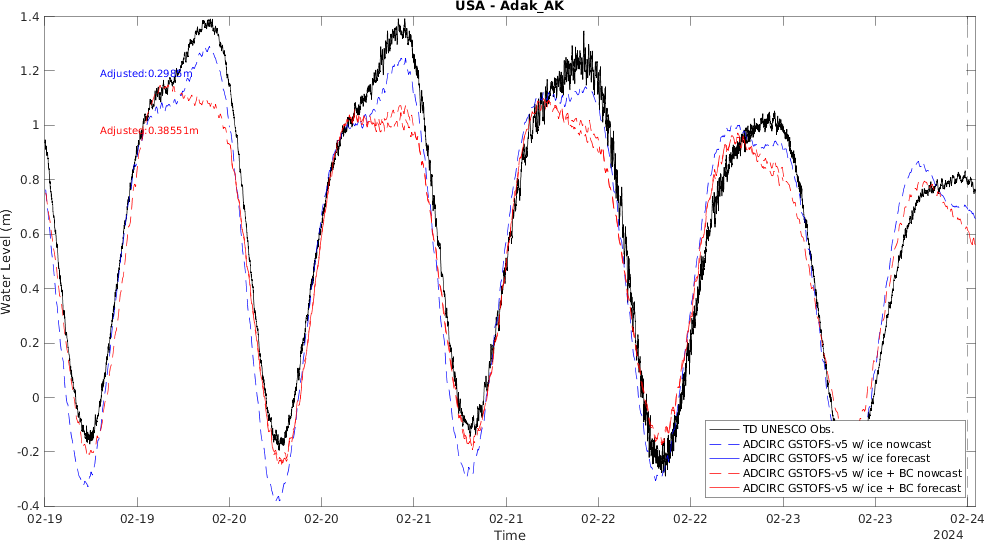 USA - Adak_AK
1.4
1.2
1
0.8
0.6
0.4
0.2
0
-0.2
-0.4
Water Level (m)
Adjusted:0.2985m
Adjusted:0.38551m
TD UNESCO Obs.
ADCIRC GSTOFS-v5 w/ ice nowcast
ADCIRC GSTOFS-v5 w/ ice forecast
ADCIRC GSTOFS-v5 w/ ice + BC nowcast
ADCIRC GSTOFS-v5 w/ ice + BC forecast
02-19 02-19 02-20 02-20 02-21 02-21 02-22 02-22 02-23 02-23 02-24
Time
2024